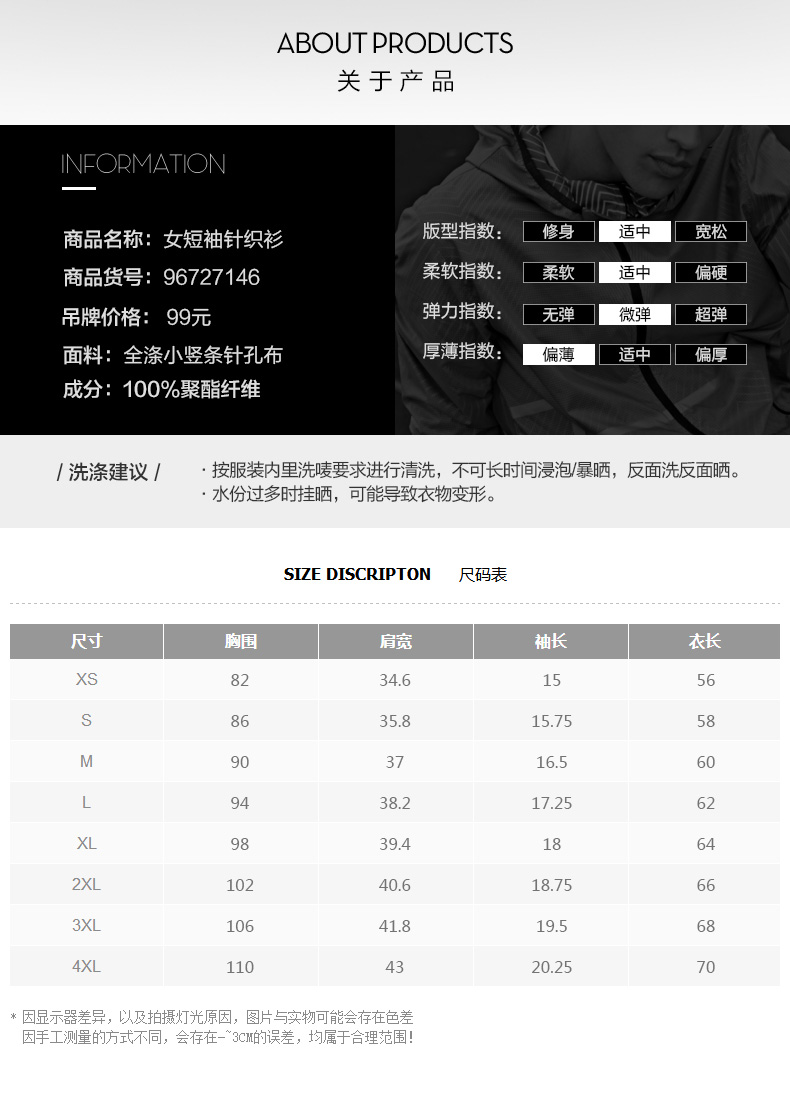 ABOUT PRODUCTS
关于产品
INFORMATION
商品名称：女短袖针织衫
商品货号：96727146
吊牌价格： 99元
面料：全涤小竖条针孔布
成分：100%聚酯纤维
版型指数： 修身 适中 宽松
柔软指数： 柔软 适中 偏硬
弹力指数： 无弹 微弹 超弹
厚薄指数： 偏薄 适中 偏厚
/ 洗涤建议 /
· 按服装内里洗唛要求进行清洗，不可长时间浸泡/暴晒，反面洗反面晒。
· 水份过多时挂晒，可能导致衣物变形。
SIZE DISCRIPTON 尺码表
尺寸 胸围 肩宽 袖长 衣长
XS 82 34.6 15 56
S 86 35.8 15.75 58
M 90 37 16.5 60
L 94 38.2 17.25 62
XL 98 39.4 18 64
2XL 102 40.6 18.75 66
3XL 106 41.8 19.5 68
4XL 110 43 20.25 70
* 因显示器差异，以及拍摄灯光原因，图片与实物可能会存在色差
因手工测量的方式不同，会存在-~3CM的误差，均属于合理范围！